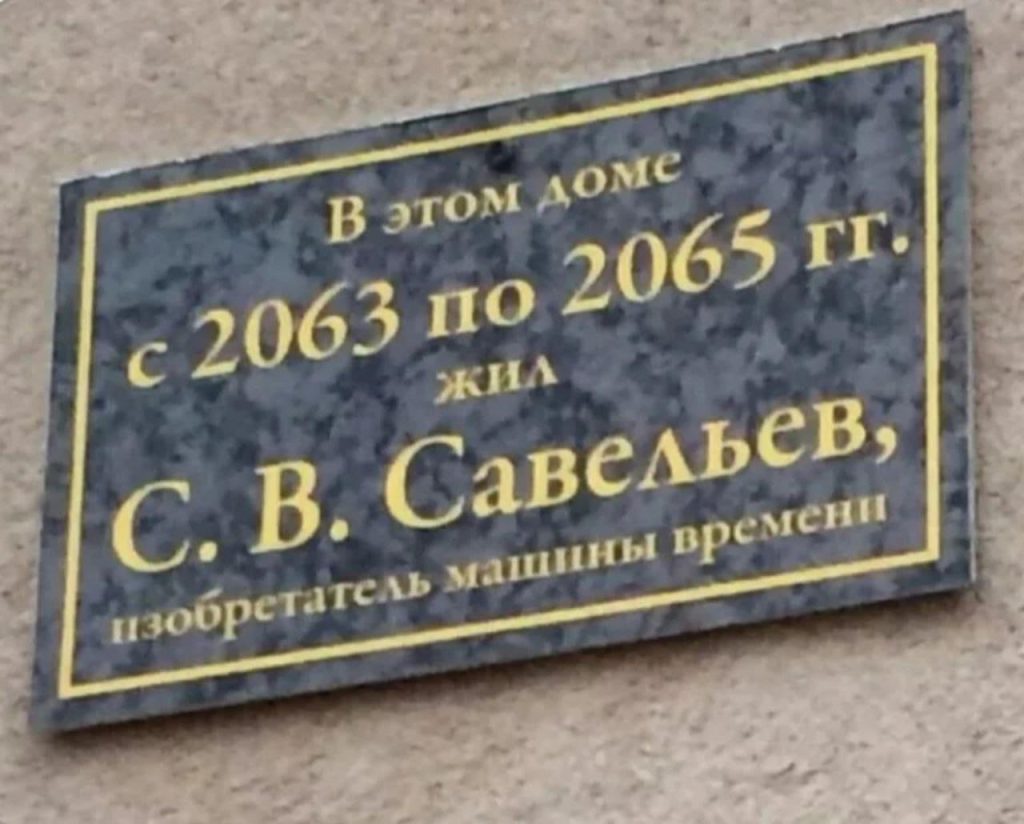 В этом доме
с 2063 по 2065 гг.
жил
С. В. Савельев,
изобретатель машины времени